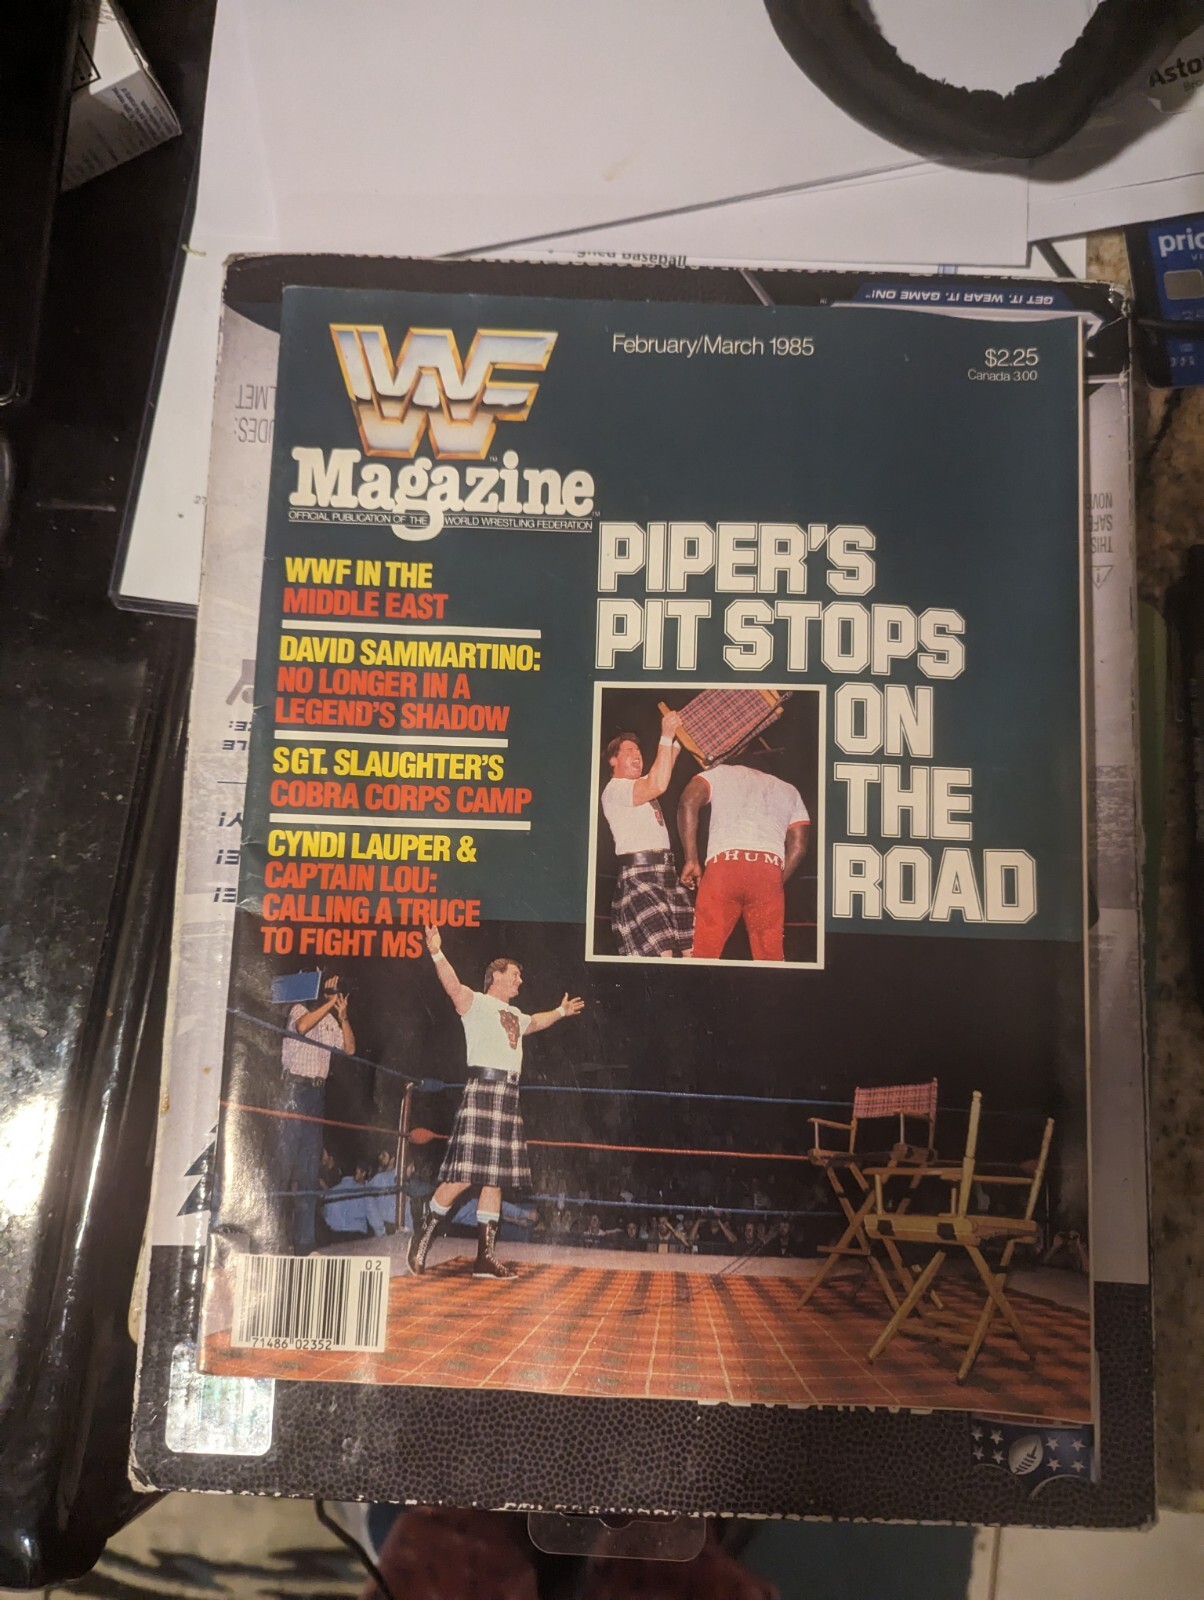 Asto
pric
GET IT. WEAR IT. GAME ON!™
WWF
Magazine
OFFICIAL PUBLICATION OF THE WORLD WRESTLING FEDERATION
February/March 1985
$2.25
Canada 3.00
WWF IN THE
MIDDLE EAST
DAVID SAMMARTINO:
NO LONGER IN A
LEGEND'S SHADOW
SGT. SLAUGHTER'S
COBRA CORPS CAMP
CYNDI LAUPER &
CAPTAIN LOU:
CALLING A TRUCE
TO FIGHT MS
PIPER'S
PIT STOPS
ON
THE
ROAD
THUM
02
71486 02352